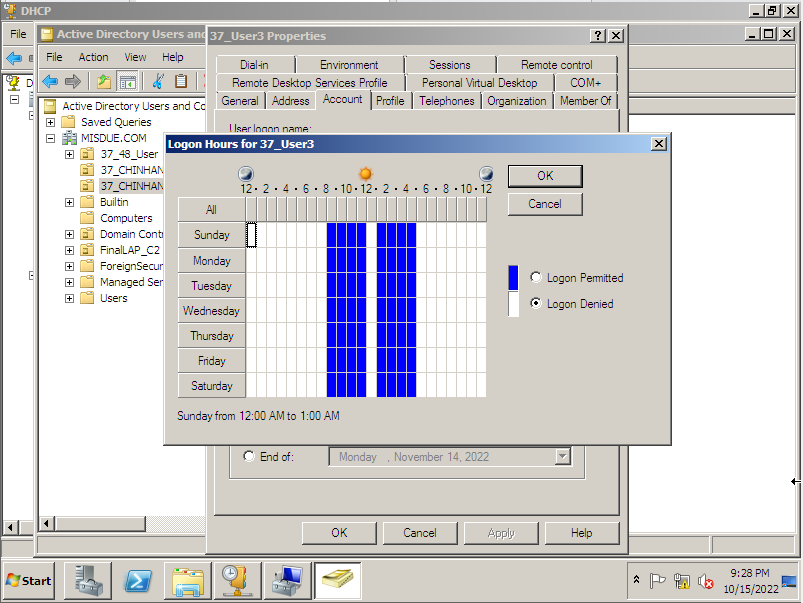 DHCP
File
Active Directory Users and
File Action View Help
Active Directory Users and Co
Saved Queries
MISDUE.COM
37_48_User
37_CHINHAN
37_CHINHAN
Builtin
Computers
Domain Contr
FinalLAP_C2
ForeignSecur
Managed Ser
Users
37_User3 Properties
Dial-in Environment Sessions Remote control
Remote Desktop Services Profile Personal Virtual Desktop COM+
General Address Account Profile Telephones Organization Member Of
User logon name:
Logon Hours for 37_User3
12 · 2 · 4 · 6 · 8 · 10 · 12 · 2 · 4 · 6 · 8 · 10 · 12
All
Sunday
Monday
Tuesday
Wednesday
Thursday
Friday
Saturday
Sunday from 12:00 AM to 1:00 AM
OK
Cancel
Logon Pemitted
Logon Denied
End of: Monday , November 14, 2022
OK Cancel Apply Help
Start
9:28 PM
10/15/2022